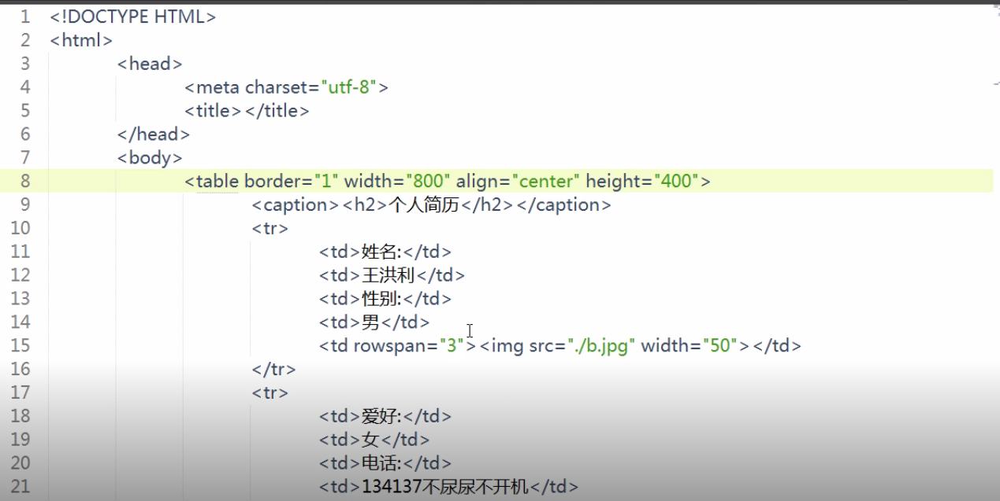 1 <!DOCTYPE HTML>
2 <html>
3 <head>
4 <meta charset="utf-8">
5 <title></title>
6 </head>
7 <body>
8 <table border="1" width="800" align="center" height="400">
9 <caption><h2>个人简历</h2></caption>
10 <tr>
11 <td>姓名:</td>
12 <td>王洪利</td>
13 <td>性别:</td>
14 <td>男</td>
15 <td rowspan="3"><img src="./b.jpg" width="50"></td>
16 </tr>
17 <tr>
18 <td>爱好:</td>
19 <td>女</td>
20 <td>电话:</td>
21 <td>134137不尿尿不开机</td>